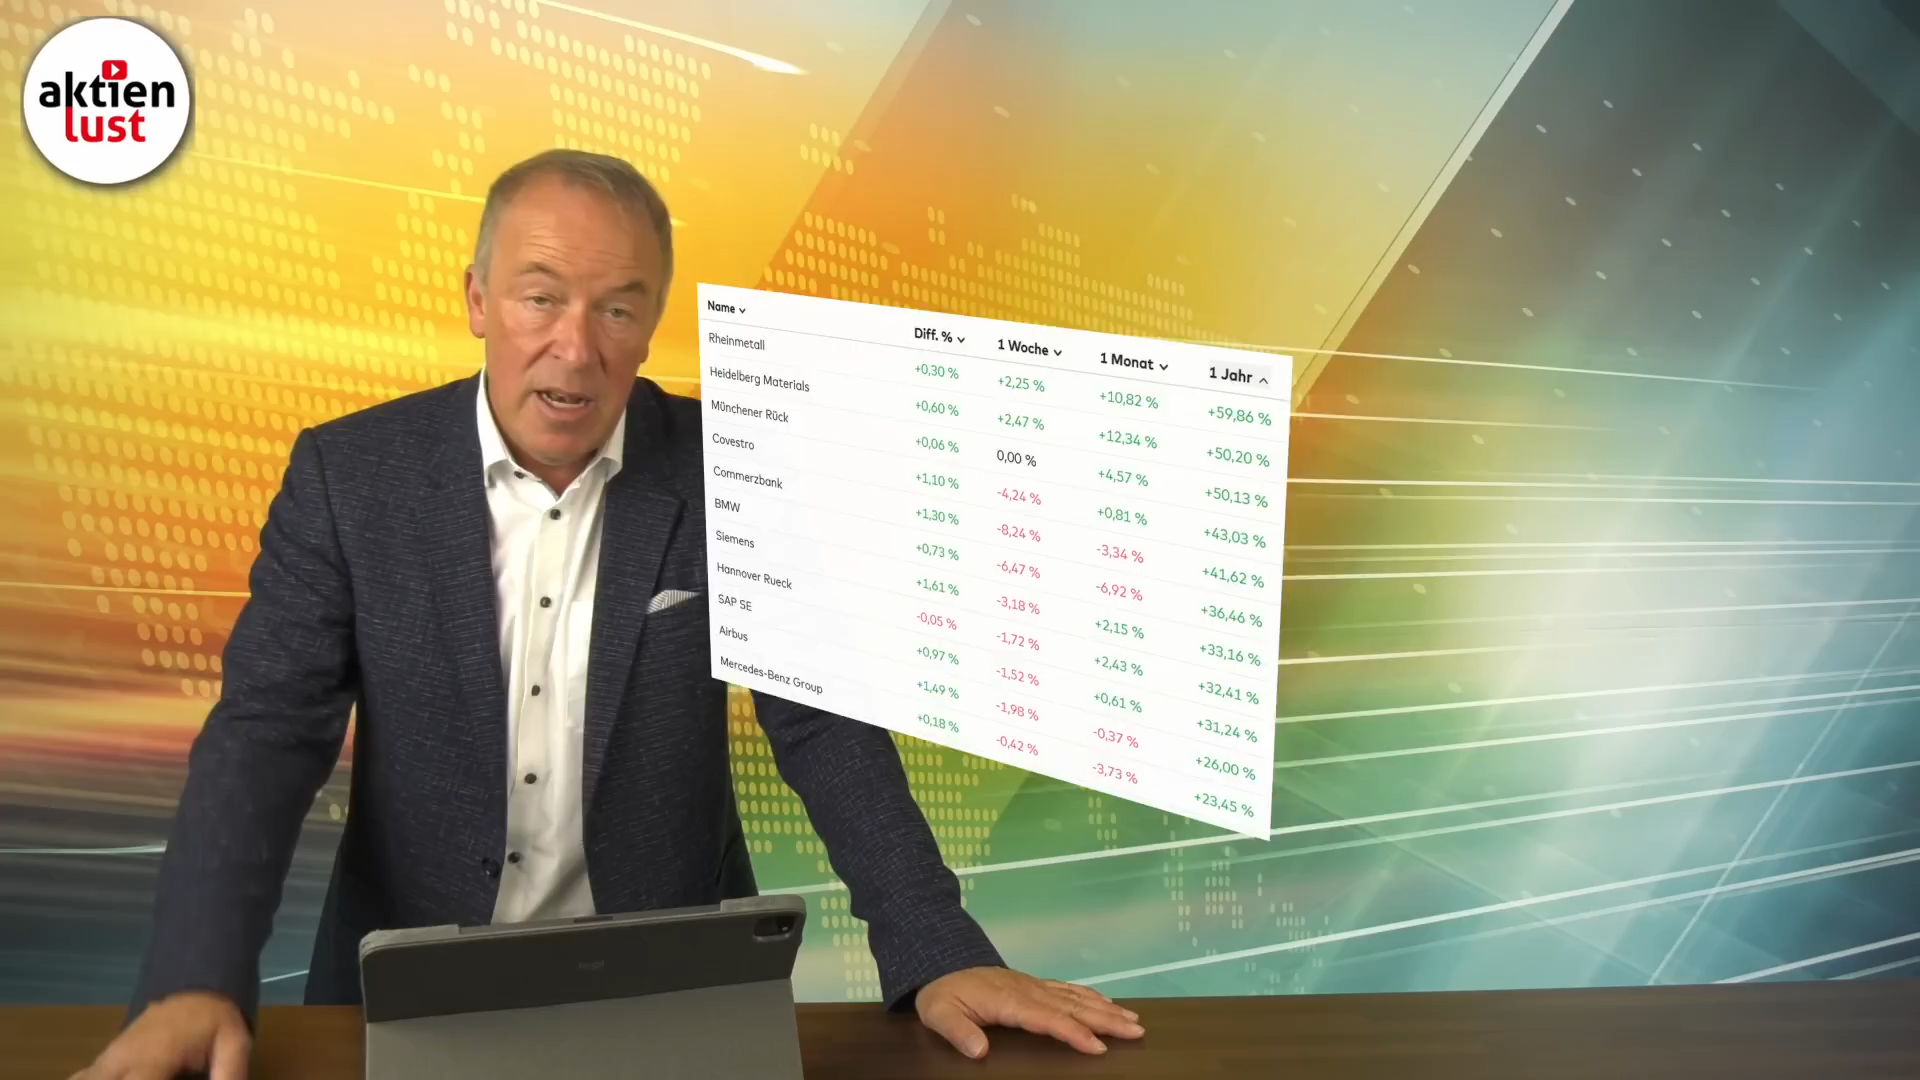 aktien
lust
Name Diff. % 1 Woche 1 Monat 1 Jahr
Rheinmetall +0,30 % +2,25 % +10,82 % +59,86 %
Heidelberg Materials +0,60 % +2,47 % +12,34 % +50,20 %
Münchener Rück +0,06 % 0,00 % +4,57 % +50,13 %
Covestro +1,10 % -4,24 % +0,81 % +43,03 %
Commerzbank +1,30 % -8,24 % -3,34 % +41,62 %
BMW +0,73 % -6,47 % -6,92 % +36,46 %
Siemens +1,61 % -3,18 % +2,15 % +33,16 %
Hannover Rueck -0,05 % -1,72 % +2,43 % +32,41 %
SAP SE +0,97 % -1,52 % +0,61 % +31,24 %
Airbus +1,49 % -1,98 % -0,37 % +26,00 %
Mercedes-Benz Group +0,18 % -0,42 % -3,73 % +23,45 %